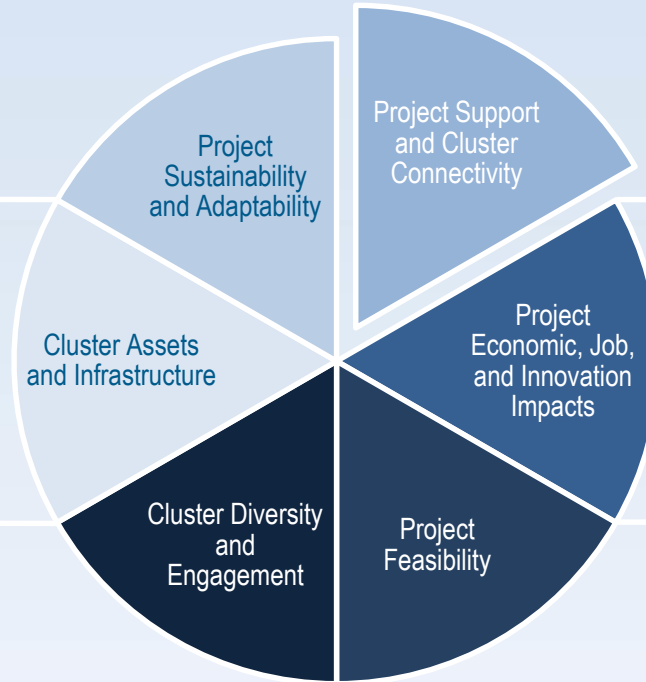 Project Support
and Cluster
Connectivity
Project
Sustainability
and Adaptability
Project
Economic, Job,
and Innovation
Impacts
Cluster Assets
and Infrastructure
Cluster Diversity
and
Engagement
Project
Feasibility